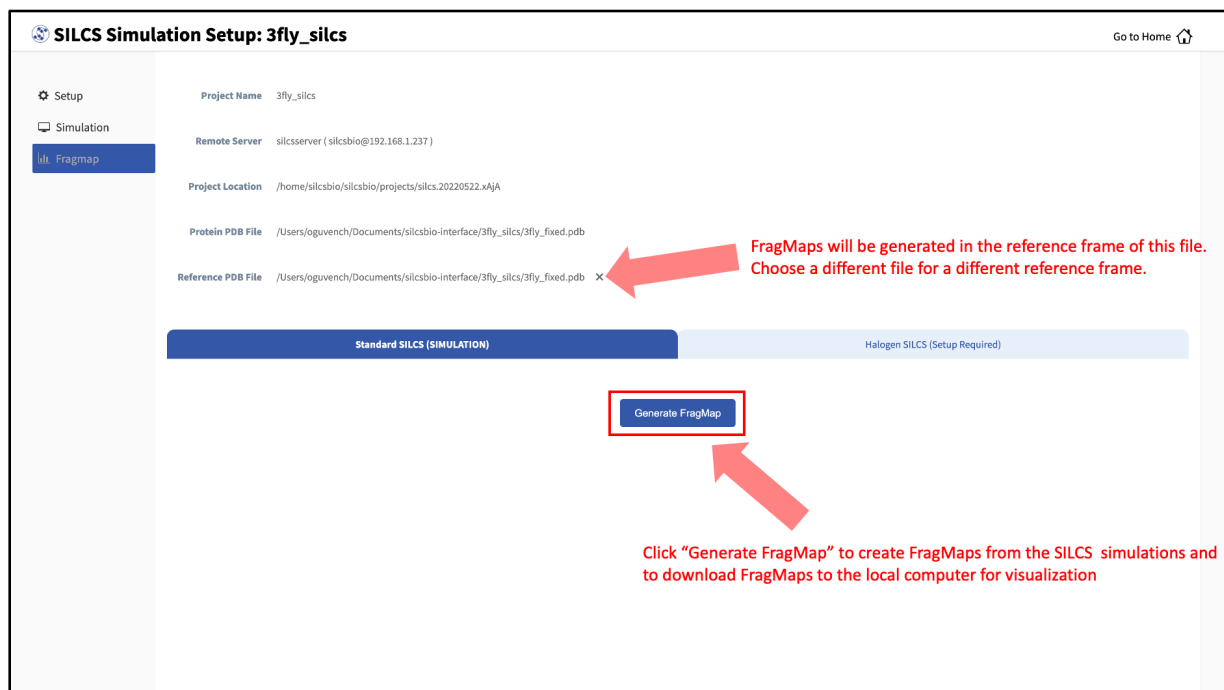 SILCS Simulation Setup: 3fly_silcs
Go to Home
Setup
Simulation
Fragmap
Project Name 3fly_silcs
Remote Server silcsserver ( silcsbio@192.168.1.237 )
Project Location /home/silcsbio/silcsbio/projects/silcs.20220522.xAjA
Protein PDB File /Users/oguvench/Documents/silcsbio-interface/3fly_silcs/3fly_fixed.pdb
Reference PDB File /Users/oguvench/Documents/silcsbio-interface/3fly_silcs/3fly_fixed.pdb ×
FragMaps will be generated in the reference frame of this file.
Choose a different file for a different reference frame.
Standard SILCS (SIMULATION)
Halogen SILCS (Setup Required)
Generate FragMap
Click “Generate FragMap” to create FragMaps from the SILCS simulations and
to download FragMaps to the local computer for visualization